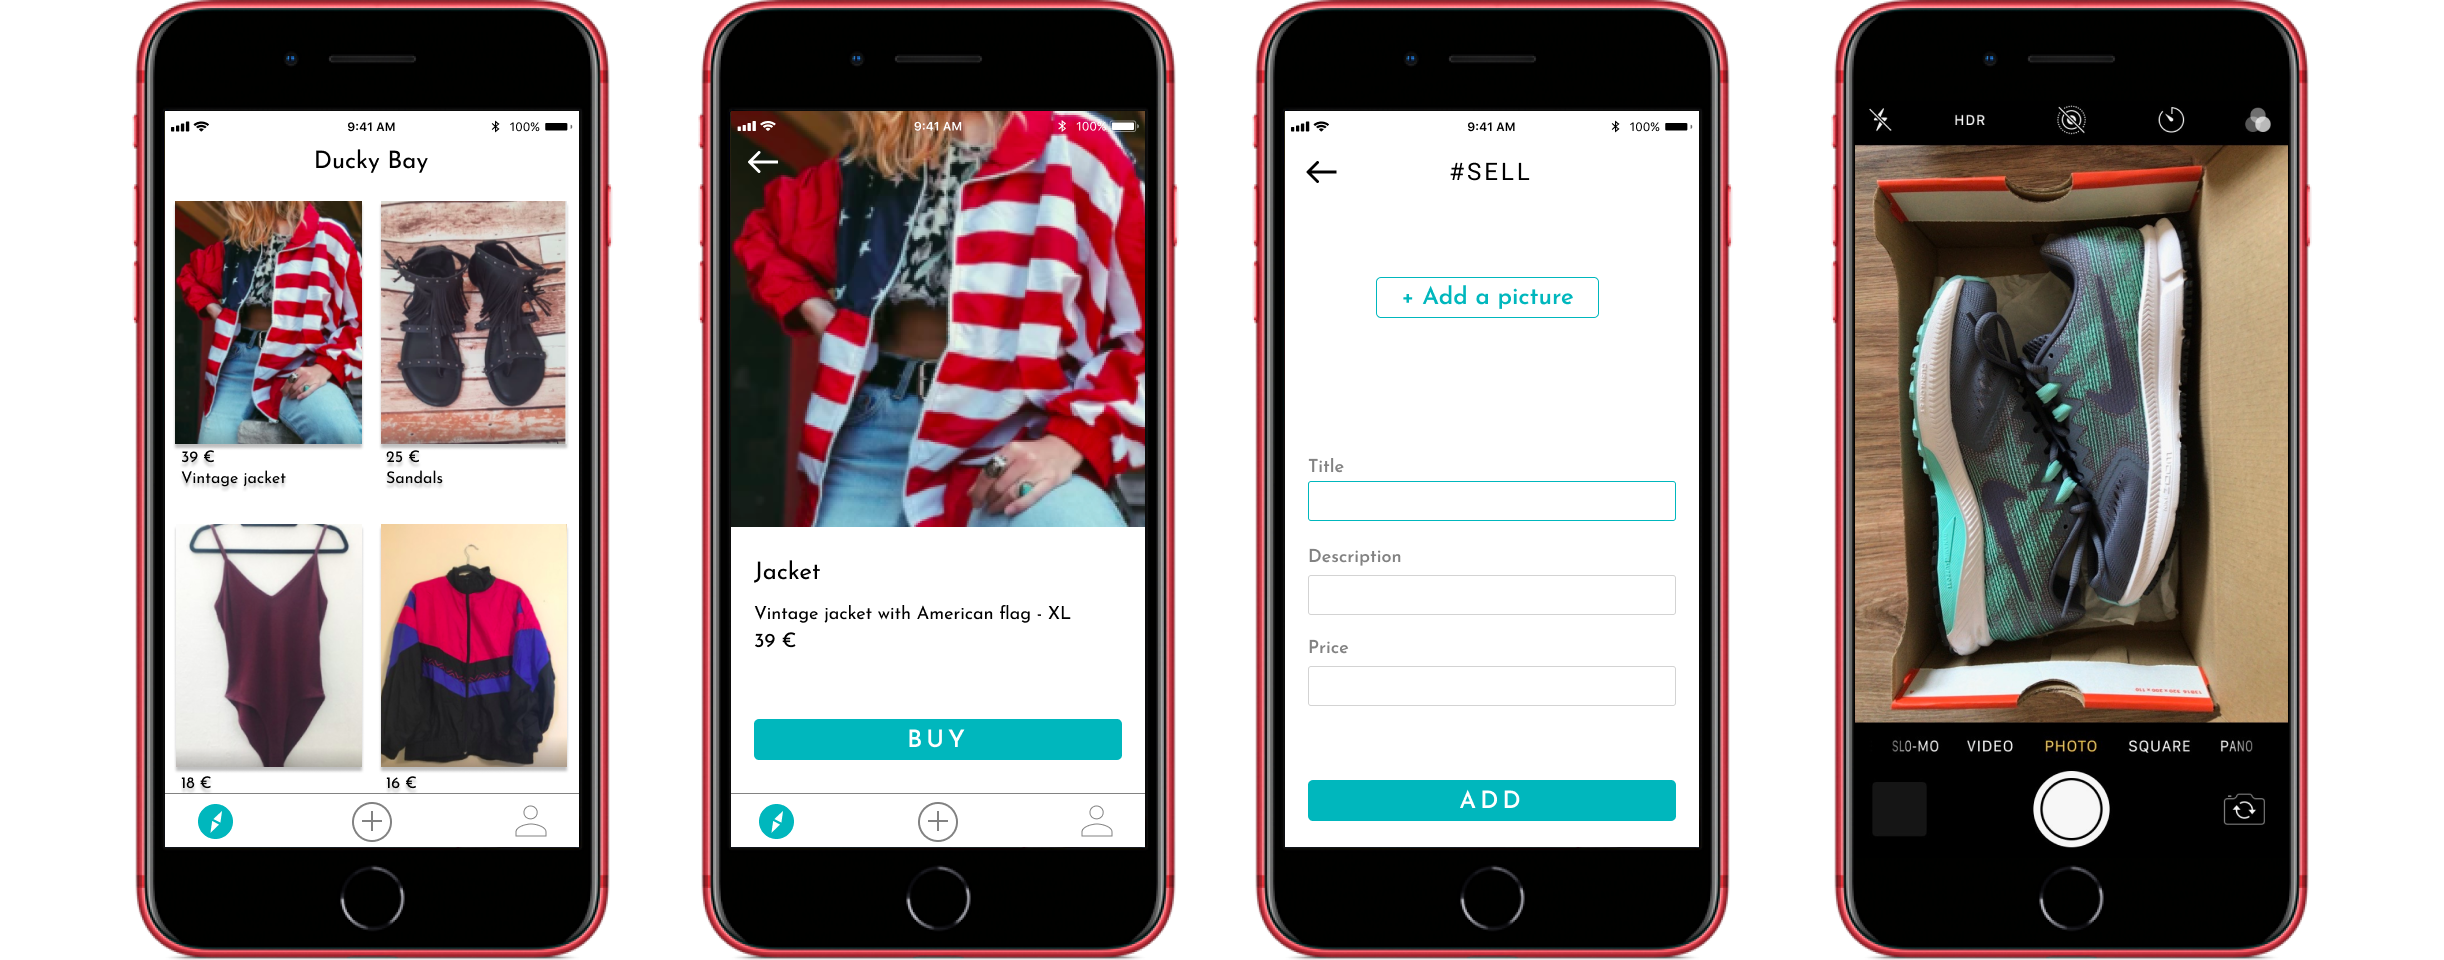 9:41 AM
100%
Ducky Bay
39 €
Vintage jacket
25 €
Sandals
18 €
16 €
9:41 AM
100%
Jacket
Vintage jacket with American flag - XL
39 €
BUY
9:41 AM
100%
#SELL
+ Add a picture
Title
Description
Price
ADD
HDR
SLO-MO VIDEO PHOTO SQUARE PANO